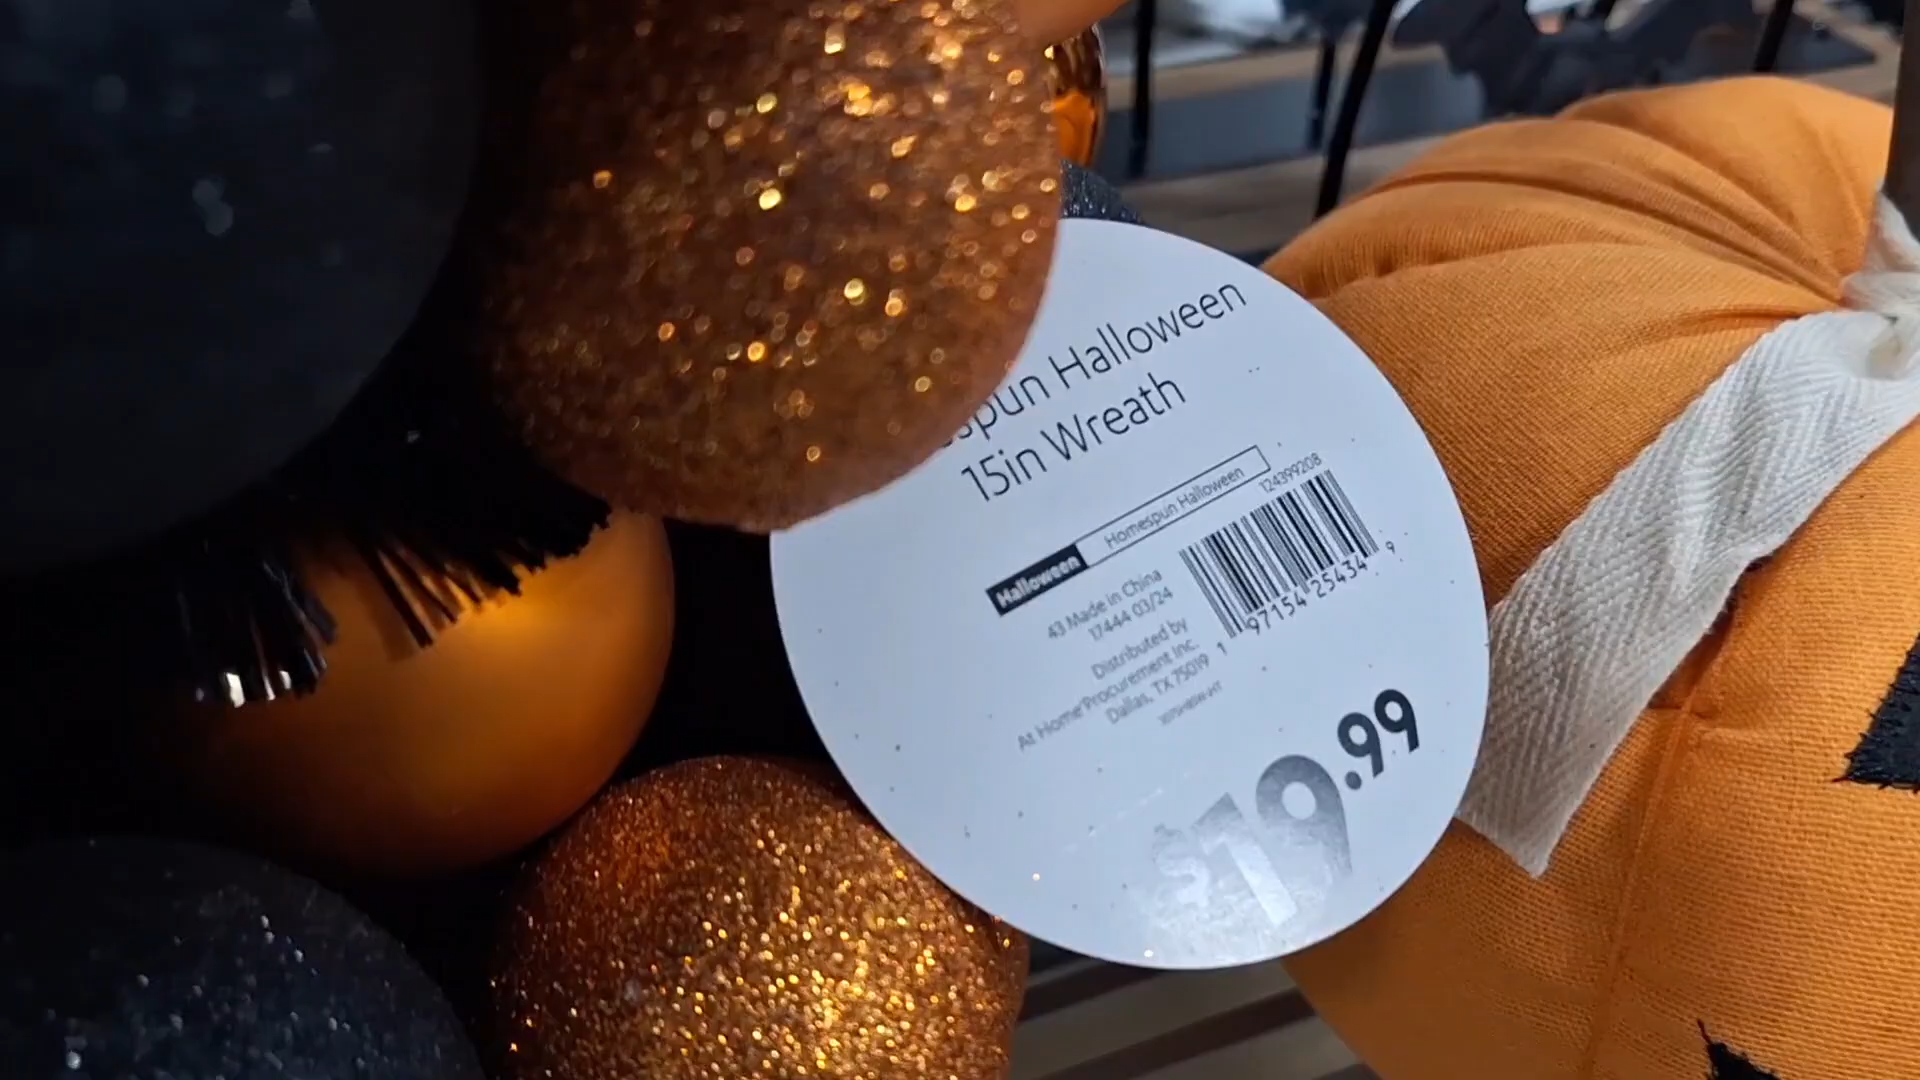 spun Halloween
15in Wreath
Halloween Homespun Halloween
124399208
43 Made in China
17444 03/24
Distributed by
At Home Procurement Inc.
Dallas, TX 75019
1 97154 25434 9
$19.99